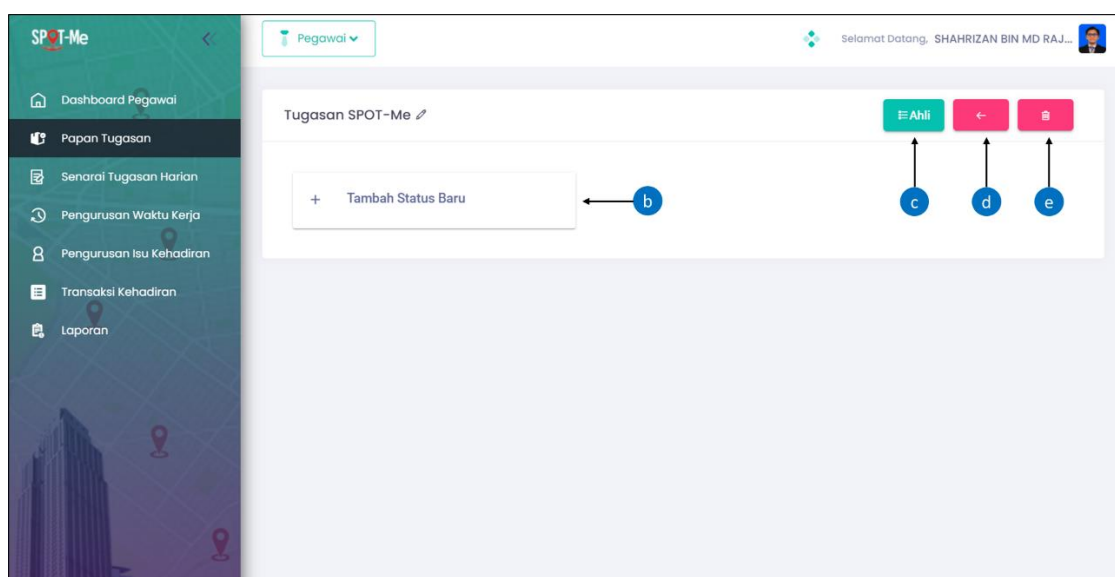 SPOT-Me
Pegawai
Selamat Datang, SHAHRIZAN BIN MD RAJ...
Dashboard Pegawai
Papan Tugasan
Senarai Tugasan Harian
Pengurusan Waktu Kerja
Pengurusan Isu Kehadiran
Transaksi Kehadiran
Laporan
Tugasan SPOT-Me
Ahli
Tambah Status Baru
b
c
d
e